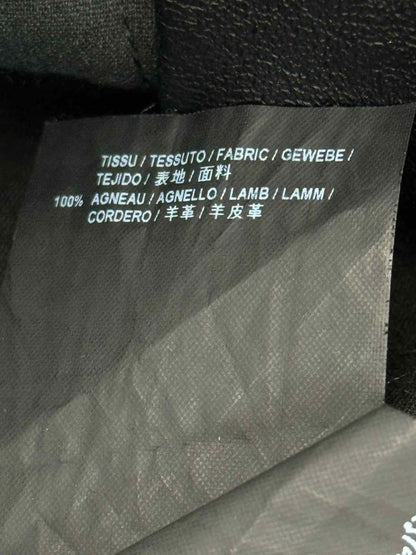 TISSU / TESSUTO / FABRIC / GEWEBE /
TEJIDO / 表地 / 面料
100% AGNEAU / AGNELLO / LAMB / LAMM /
CORDERO / 羊革 / 羊皮革